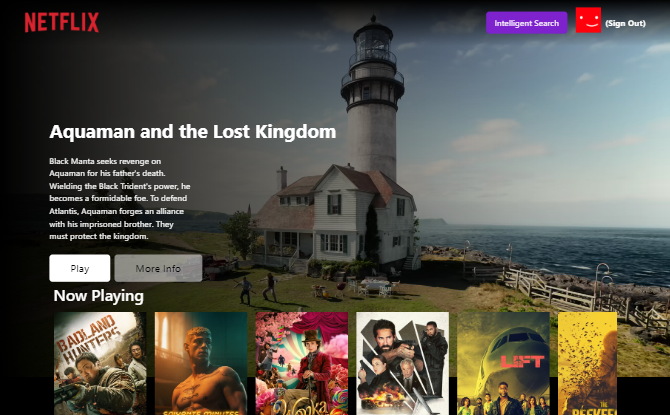 NETFLIX
Intelligent Search
(Sign Out)
Aquaman and the Lost Kingdom
Black Manta seeks revenge on
Aquaman for his father's death.
Wielding the Black Trident's power, he
becomes a formidable foe. To defend
Atlantis, Aquaman forges an alliance
with his imprisoned brother. They
must protect the kingdom.
Play
More Info
Now Playing
BADLAND
HUNTERS
Wonka
LIFT
THE